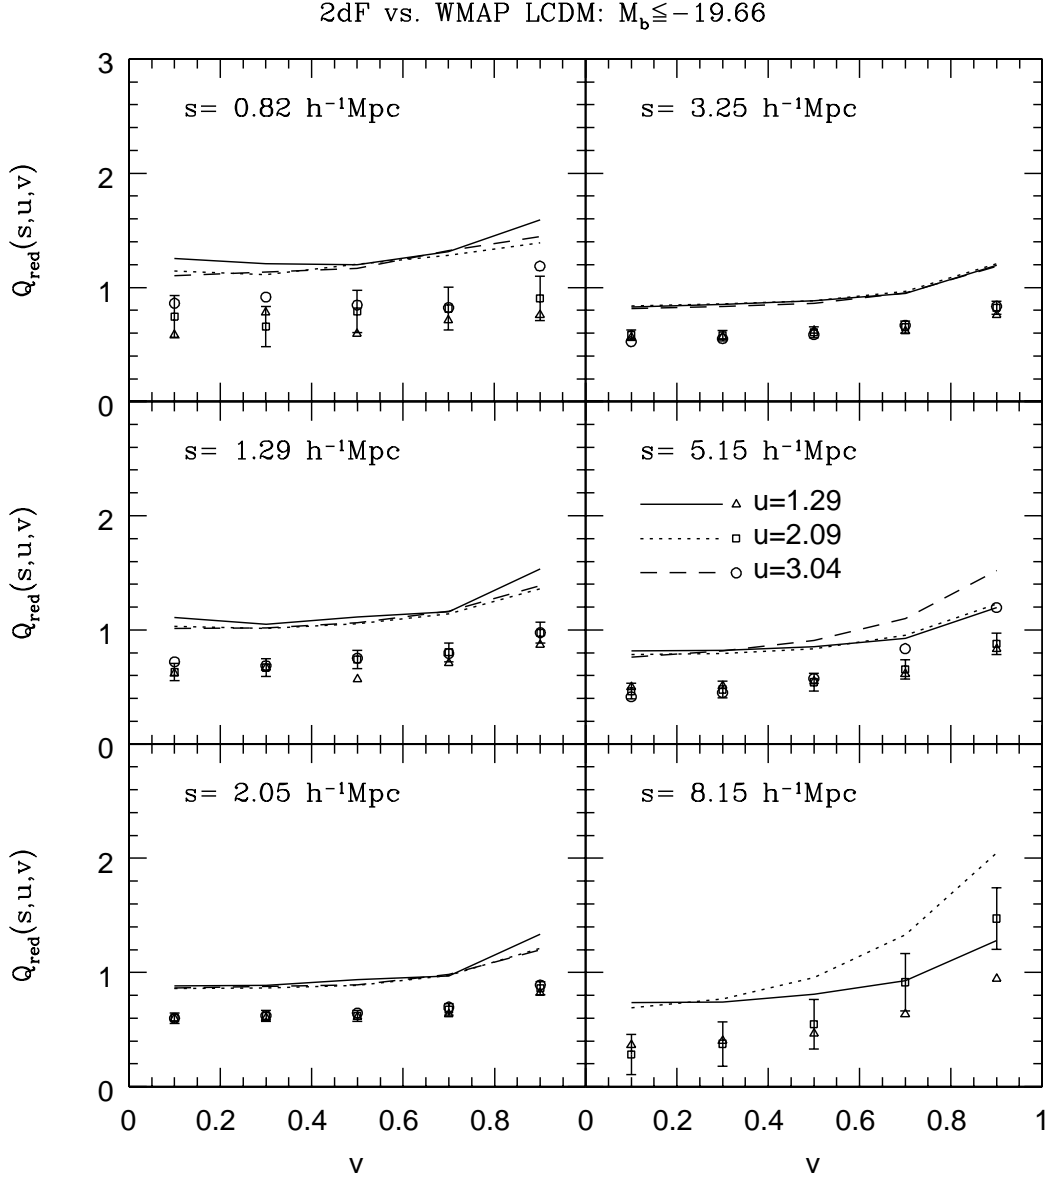 2dF vs. WMAP LCDM: M_b≦−19.66
3
s= 0.82 h⁻¹Mpc
s= 3.25 h⁻¹Mpc
2
Q_red(s,u,v)
1
0
s= 1.29 h⁻¹Mpc
s= 5.15 h⁻¹Mpc
2
u=1.29
u=2.09
u=3.04
Q_red(s,u,v)
1
0
s= 2.05 h⁻¹Mpc
s= 8.15 h⁻¹Mpc
2
Q_red(s,u,v)
1
0
0 0.2 0.4 0.6 0.8 0 0.2 0.4 0.6 0.8 1
v v